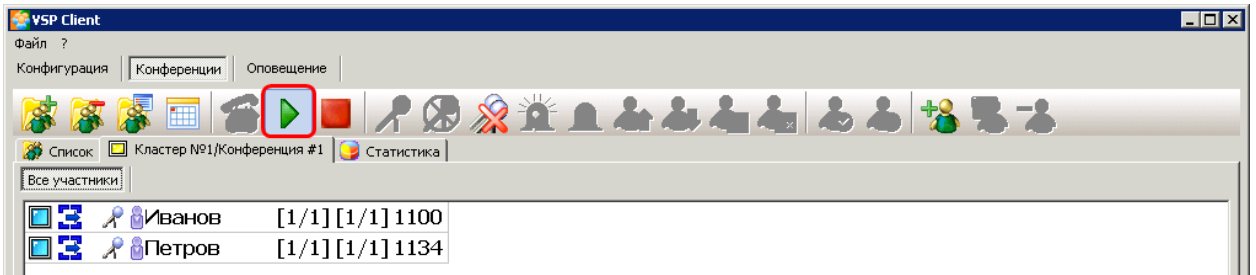 VSP Client
Файл ?
Конфигурация Конференции Оповещение
Список Кластер №1/Конференция #1 Статистика
Все участники
Иванов [1/1] [1/1] 1100
Петров [1/1] [1/1] 1134